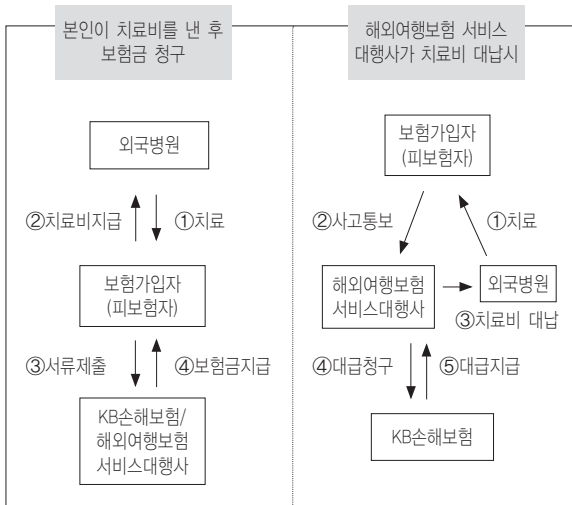 본인이 치료비를 낸 후
보험금 청구
외국병원
②치료비지급
①치료
보험가입자
(피보험자)
③서류제출
④보험금지급
KB손해보험/
해외여행보험
서비스대행사
해외여행보험 서비스
대행사가 치료비 대납시
보험가입자
(피보험자)
②사고통보
①치료
해외여행보험
서비스대행사
외국병원
③치료비 대납
④대급청구
⑤대급지급
KB손해보험